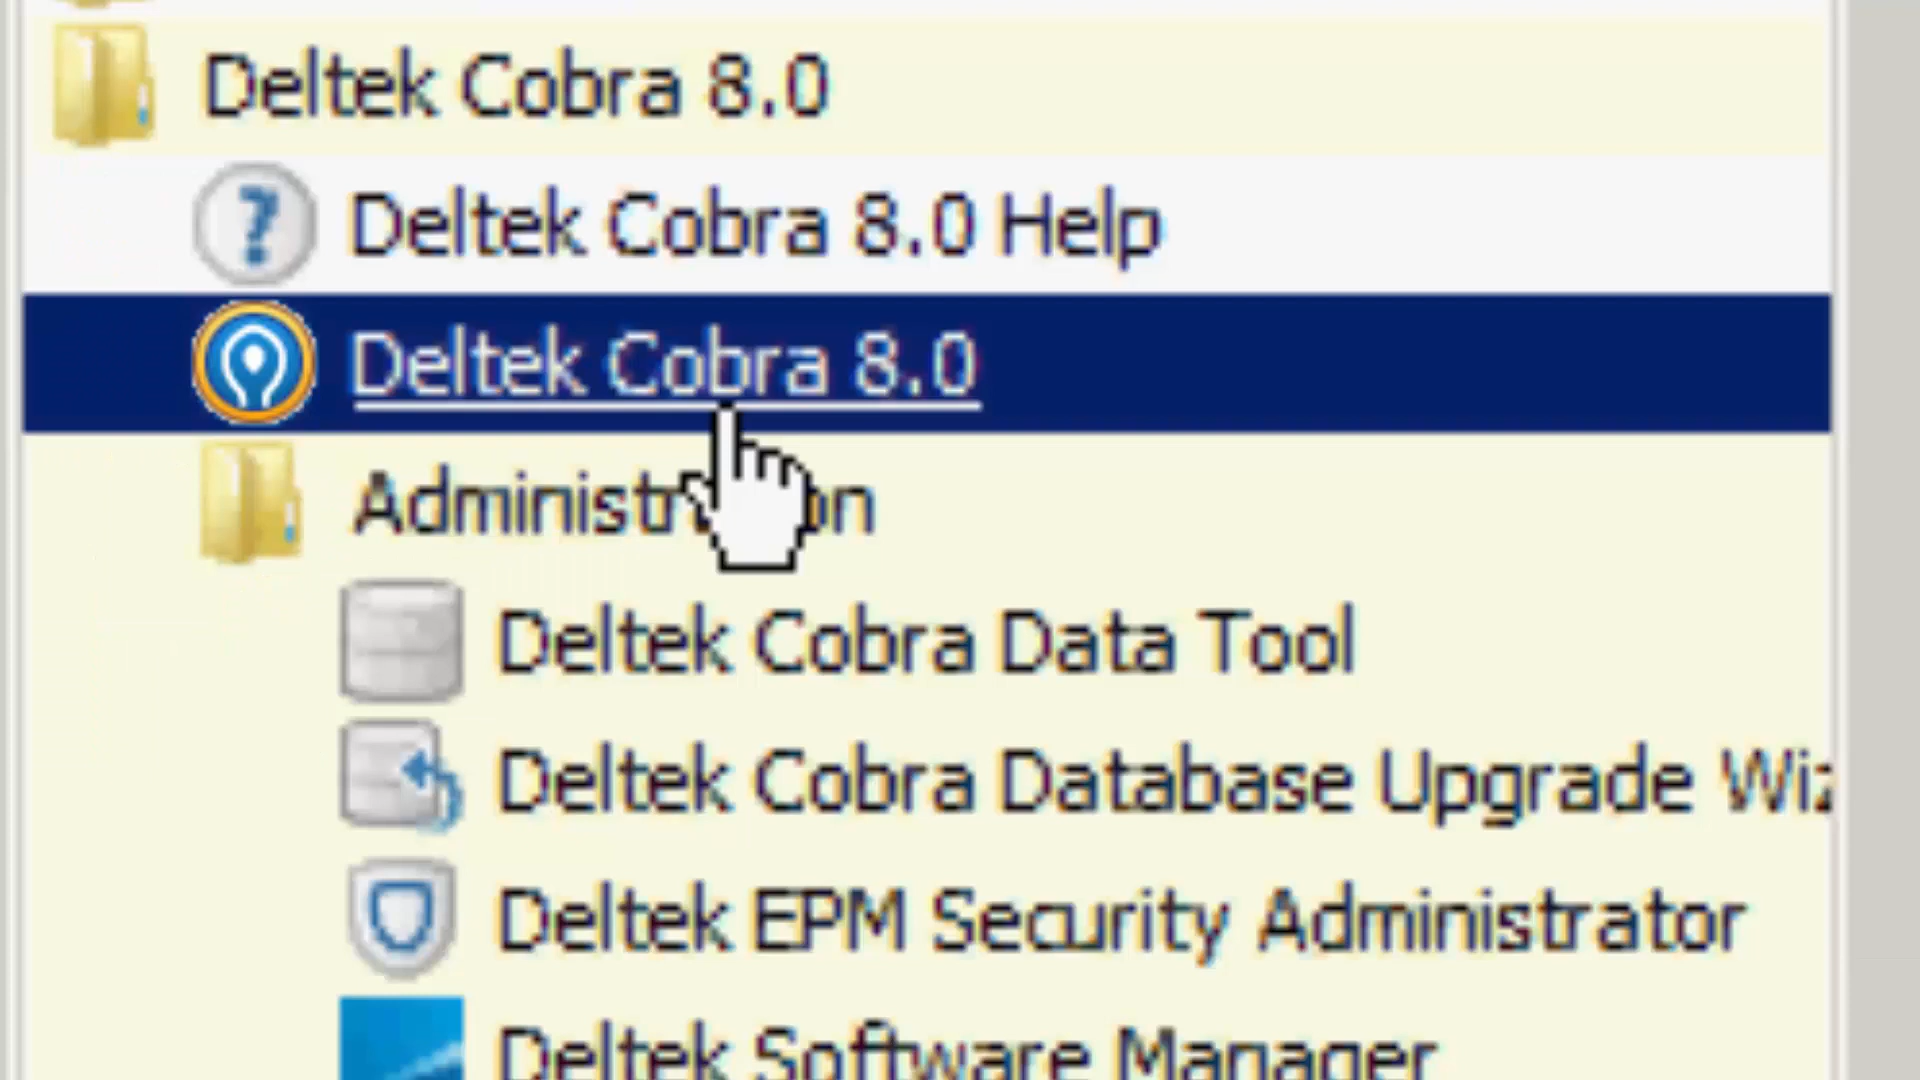 Deltek Cobra 8.0
Deltek Cobra 8.0 Help
Deltek Cobra 8.0
Deltek Cobra Data Tool
Deltek Cobra Database Upgrade
Deltek EPM Security Administrator
Deltek Software Manager